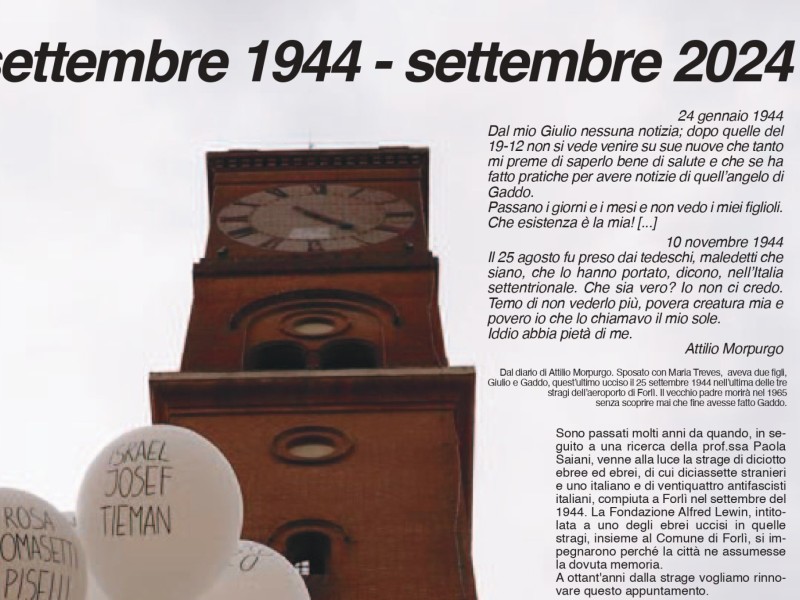 settembre 1944 - settembre 2024
24 gennaio 1944
Dal mio Giulio nessuna notizia; dopo quelle del
19-12 non si vede venire su sue nuove che tanto
mi preme di saperlo bene di salute e che se ha
fatto pratiche per avere notizie di quell'angelo di
Gaddo.
Passano i giorni e i mesi e non vedo i miei figlioli.
Che esistenza è la mia! [...]
10 novembre 1944
Il 25 agosto fu preso dai tedeschi, maledetti che
siano, che lo hanno portato, dicono, nell'Italia
settentrionale. Che sia vero? Io non ci credo.
Temo di non vederlo più, povera creatura mia e
povero io che lo chiamavo il mio sole.
Iddio abbia pietà di me.
Attilio Morpurgo
Dal diario di Attilio Morpurgo. Sposato con Maria Treves, aveva due figli,
Giulio e Gaddo, quest'ultimo ucciso il 25 settembre 1944 nell'ultima delle tre
stragi dell'aeroporto di Forlì. Il vecchio padre morirà nel 1965
senza scoprire mai che fine avesse fatto Gaddo.
Sono passati molti anni da quando, in se-
guito a una ricerca della prof.ssa Paola
Saiani, venne alla luce la strage di diciotto
ebree ed ebrei, di cui diciassette stranieri
e uno italiano e di ventiquattro antifascisti
italiani, compiuta a Forlì nel settembre del
1944. La Fondazione Alfred Lewin, intito-
lata a uno degli ebrei uccisi in quelle
stragi, insieme al Comune di Forlì, si im-
pegnarono perché la città ne assumesse
la dovuta memoria.
A ottant'anni dalla strage vogliamo rinno-
vare questo appuntamento.
ISRAEL
JOSEF
TIEMAN
ROSA
OMASETTI
PISELLI